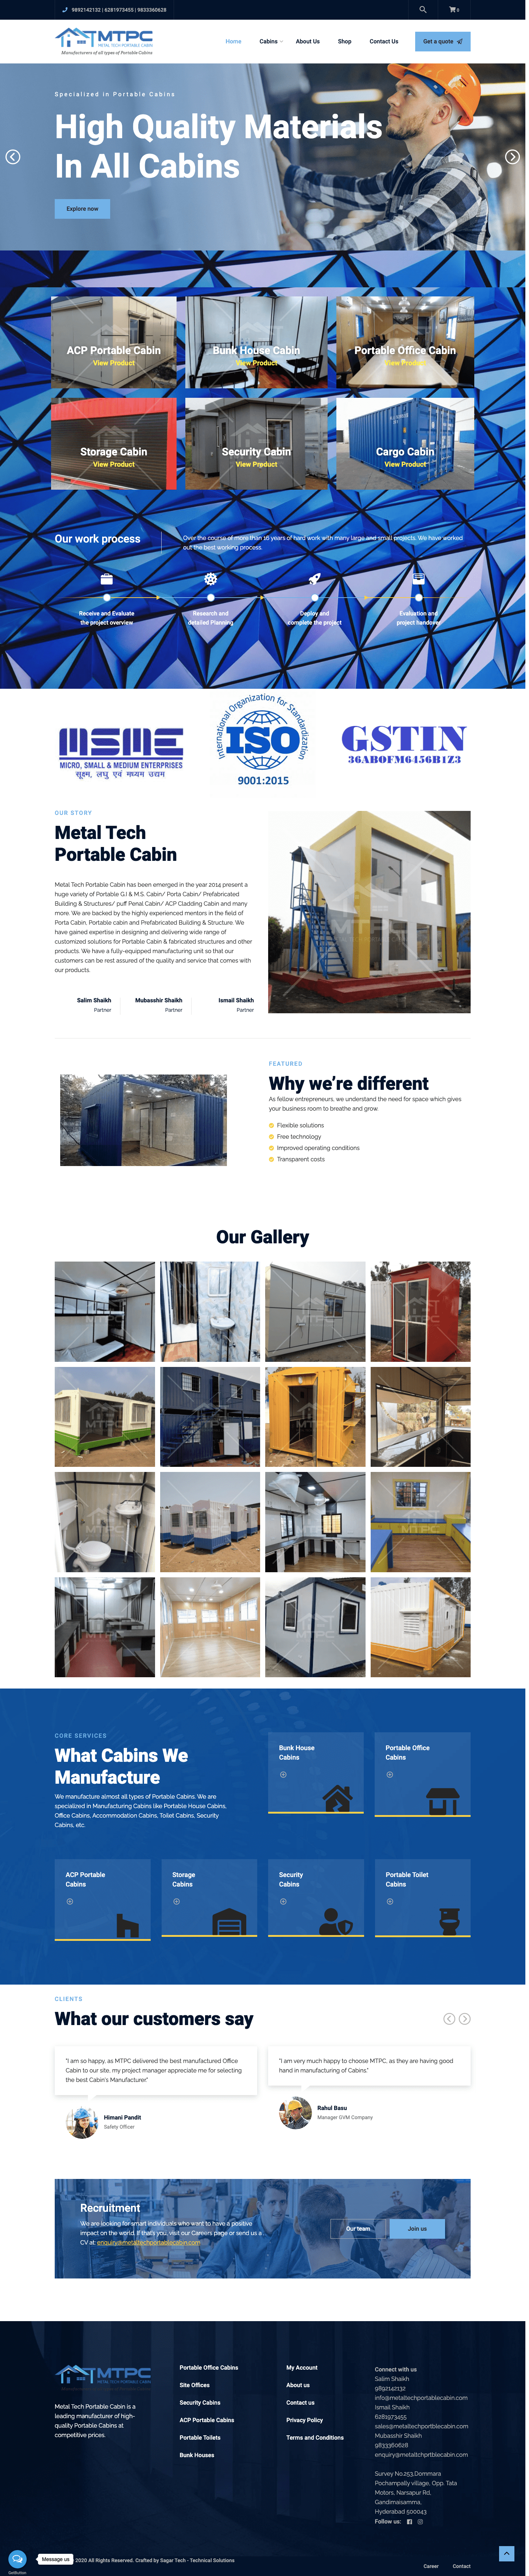 9892142132 | 6281973455 | 9833360628
0
MTPC
METAL TECH PORTABLE CABIN
Manufacturers of all types of Portable Cabins
Home
Cabins
About Us
Shop
Contact Us
Get a quote
Specialized in Portable Cabins
High Quality Materials
In All Cabins
Explore now
ACP Portable Cabin
View Product
Bunk House Cabin
View Product
Portable Office Cabin
View Product
Storage Cabin
View Product
Security Cabin
View Product
Cargo Cabin
View Product
Our work process
Over the course of more than 16 years of hard work with many large and small projects. We have worked
out the best working process.
Receive and Evaluate
the project overview
Research and
detailed Planning
Deploy and
complete the project
Evaluation and
project handover
MSME
MICRO, SMALL & MEDIUM ENTERPRISES
सूक्ष्म, लघु एवं मध्यम उद्यम
International Organization for Standardization
ISO
9001:2015
GSTIN
36ABOFM6456B1Z3
OUR STORY
Metal Tech
Portable Cabin
Metal Tech Portable Cabin has been emerged in the year 2014 present a
huge variety of Portable G.I & M.S. Cabin/ Porta Cabin/ Prefabricated
Building & Structures/ puff Penal Cabin/ ACP Cladding Cabin and many
more. We are backed by the highly experienced mentors in the field of
Porta Cabin, Portable cabin and Prefabricated Building & Structure. We
have gained wide recognition of designing and delivering wide range of
customized solutions for Portable Cabin & fabricated structures and other
products. We have a fully-equipped manufacturing unit so that our
customers can be rest assured of the quality and service that comes with
our products.
Salim Shaikh
Partner
Mubasshir Shaikh
Partner
Ismail Shaikh
Partner
FEATURED
Why we're different
As fellow entrepreneurs, we understand the need for space which gives
your business room to breathe and grow.
Flexible solutions
Free technology
Improved operating conditions
Transparent costs
Our Gallery
CORE SERVICES
What Cabins We
Manufacture
We manufacture almost all types of Portable Cabins. We are
specialized in Manufacturing Cabins like Portable House Cabins,
Office Cabins, Accommodation Cabins, Toilet Cabins, Security
Cabins, etc.
Bunk House
Cabins
Portable Office
Cabins
ACP Portable
Cabins
Storage
Cabins
Security
Cabins
Portable Toilet
Cabins
CLIENTS
What our customers say
"I am so happy, as MTPC delivered the best manufactured Office
Cabin to our site, my project manager appreciate me for selecting
the best Cabin's Manufacturer."
Himani Pandit
Safety Officer
"I am very much happy to choose MTPC, as they are having good
hand in manufacturing of Cabins."
Rahul Basu
Manager GVM Company
Recruitment
We are looking for smart individuals who want to have a positive
impact on the world. If that's you, visit our Careers page or send us a
CV at: enquiry@metaltechportablecabin.com
Our team
Join us
MTPC
METAL TECH PORTABLE CABIN
Metal Tech Portable Cabin is a
leading manufacturer of high-
quality Portable Cabins at
competitive prices.
Portable Office Cabins
Site Offices
Security Cabins
ACP Portable Cabins
Portable Toilets
Bunk Houses
My Account
About us
Contact us
Privacy Policy
Terms and Conditions
Connect with us
Salim Shaikh
9892142132
info@metaltechportablecabin.com
Ismail Shaikh
6281973455
sales@metaltechportblecabin.com
Mubasshir Shaikh
9833360628
enquiry@metaltchprtblecabin.com
Survey No.253,Dommara
Pochampally village, Opp. Tata
Motors, Narsapur Rd,
Gandimaisamma,
Hyderabad 500043
Follow us:
Message us
GetButton
2020 All Rights Reserved. Crafted by Sagar Tech - Technical Solutions
Career
Contact